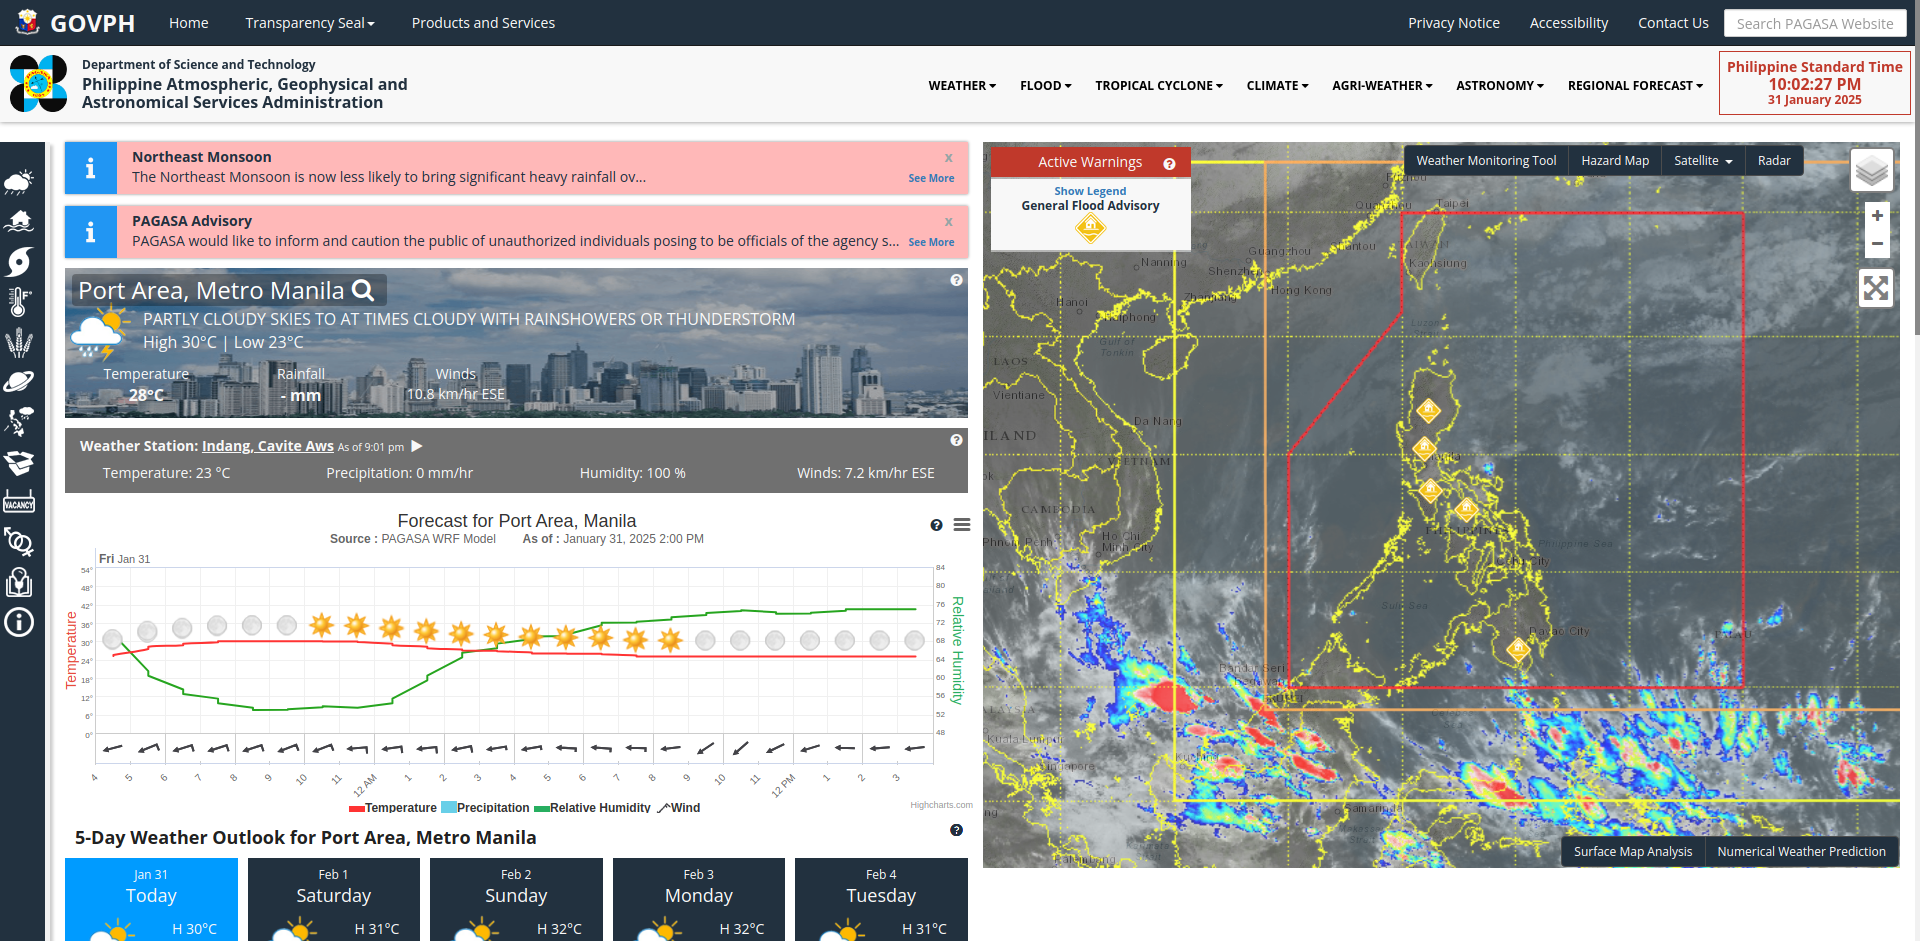 GOVPH
Home
Transparency Seal
Products and Services
Privacy Notice
Accessibility
Contact Us
Search PAGASA Website
Department of Science and Technology
Philippine Atmospheric, Geophysical and
Astronomical Services Administration
WEATHER
FLOOD
TROPICAL CYCLONE
CLIMATE
AGRI-WEATHER
ASTRONOMY
REGIONAL FORECAST
Philippine Standard Time
10:02:27 PM
31 January 2025
VACANCY
Northeast Monsoon
x
The Northeast Monsoon is now less likely to bring significant heavy rainfall ov...
See More
PAGASA Advisory
x
PAGASA would like to inform and caution the public of unauthorized individuals posing to be officials of the agency s...
See More
Port Area, Metro Manila
PARTLY CLOUDY SKIES TO AT TIMES CLOUDY WITH RAINSHOWERS OR THUNDERSTORM
High 30°C | Low 23°C
Temperature
Rainfall
Winds
28°C
- mm
10.8 km/hr ESE
Weather Station: Indang, Cavite Aws As of 9:01 pm
Temperature: 23 °C
Precipitation: 0 mm/hr
Humidity: 100 %
Winds: 7.2 km/hr ESE
Forecast for Port Area, Manila
Source : PAGASA WRF Model
As of : January 31, 2025 2:00 PM
Fri Jan 31
54°
48°
42°
36°
30°
24°
18°
12°
6°
0°
Temperature
84
80
76
72
68
64
60
56
52
48
Relative Humidity
4
5
6
7
8
9
10
11
12 AM
1
2
3
4
5
6
7
8
9
10
11
12 PM
1
2
3
Temperature
Precipitation
Relative Humidity
Wind
Highcharts.com
5-Day Weather Outlook for Port Area, Metro Manila
Jan 31
Today
H 30°C
Feb 1
Saturday
H 31°C
Feb 2
Sunday
H 32°C
Feb 3
Monday
H 32°C
Feb 4
Tuesday
H 31°C
Active Warnings
Show Legend
General Flood Advisory
Weather Monitoring Tool
Hazard Map
Satellite
Radar
+
−
Taipei
TAIWAN
Kaohsiung
Guangzhou
Shantou
Nanning
Shenzhen
Hong Kong
Zhanjiang
Hanoi
Haiphong
Gulf of
Tonkin
Luzon
LAOS
Vientiane
Da Nang
VIETNAM
CAMBODIA
Phnom Penh
Ho Chi
Minh City
Philippine Sea
Sulu Sea
Davao City
PALAU
Bandar Seri
Begawan
Kuala Lumpur
Singapore
Kuching
Samarinda
Surface Map Analysis
Numerical Weather Prediction